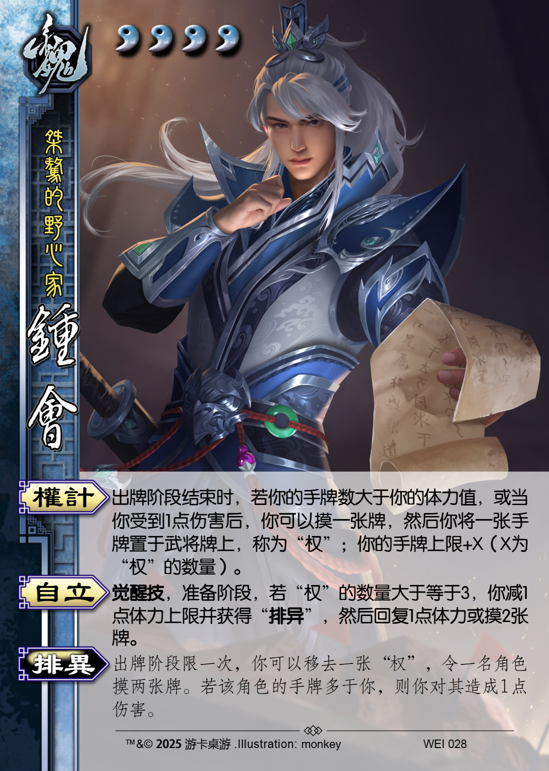 魏
桀驁的野心家
鍾會
權計
出牌阶段结束时，若你的手牌数大于你的体力值，或当
你受到1点伤害后，你可以摸一张牌，然后你将一张手
牌置于武将牌上，称为“权”；你的手牌上限+X（X为
“权”的数量）。
自立
觉醒技，准备阶段，若“权”的数量大于等于3，你减1
点体力上限并获得“排异”，然后回复1点体力或摸2张
牌。
排異
出牌阶段限一次，你可以移去一张“权”，令一名角色
摸两张牌。若该角色的手牌多于你，则你对其造成1点
伤害。
™&© 2025 游卡桌游 .Illustration: monkey WEI 028